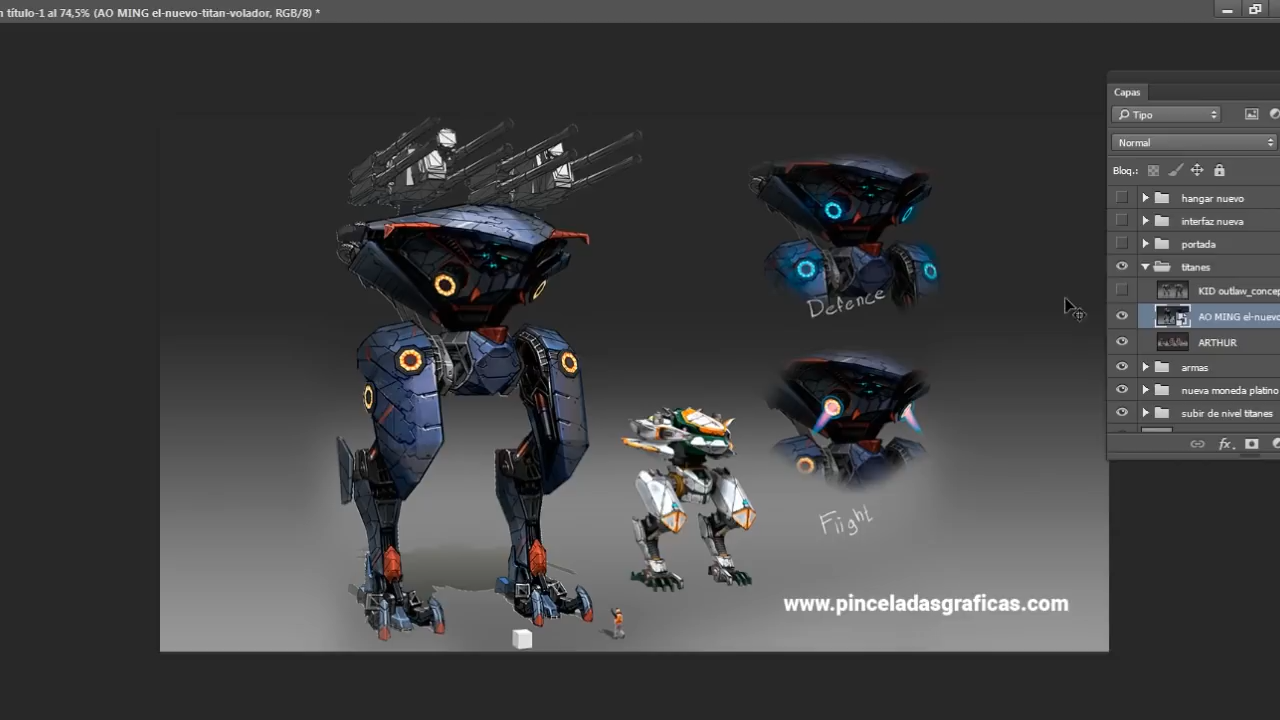 n título-1 al 74,5% (AO MING el-nuevo-titan-volador, RGB/8) *
Capas
Tipo
Normal
Bloq.:
hangar nuevo
interfaz nueva
portada
titanes
KID outlaw_concep
AO MING el-nuevo
ARTHUR
armas
nueva moneda platino
subir de nivel titanes
fx.
Defence
Flight
www.pinceladasgraficas.com